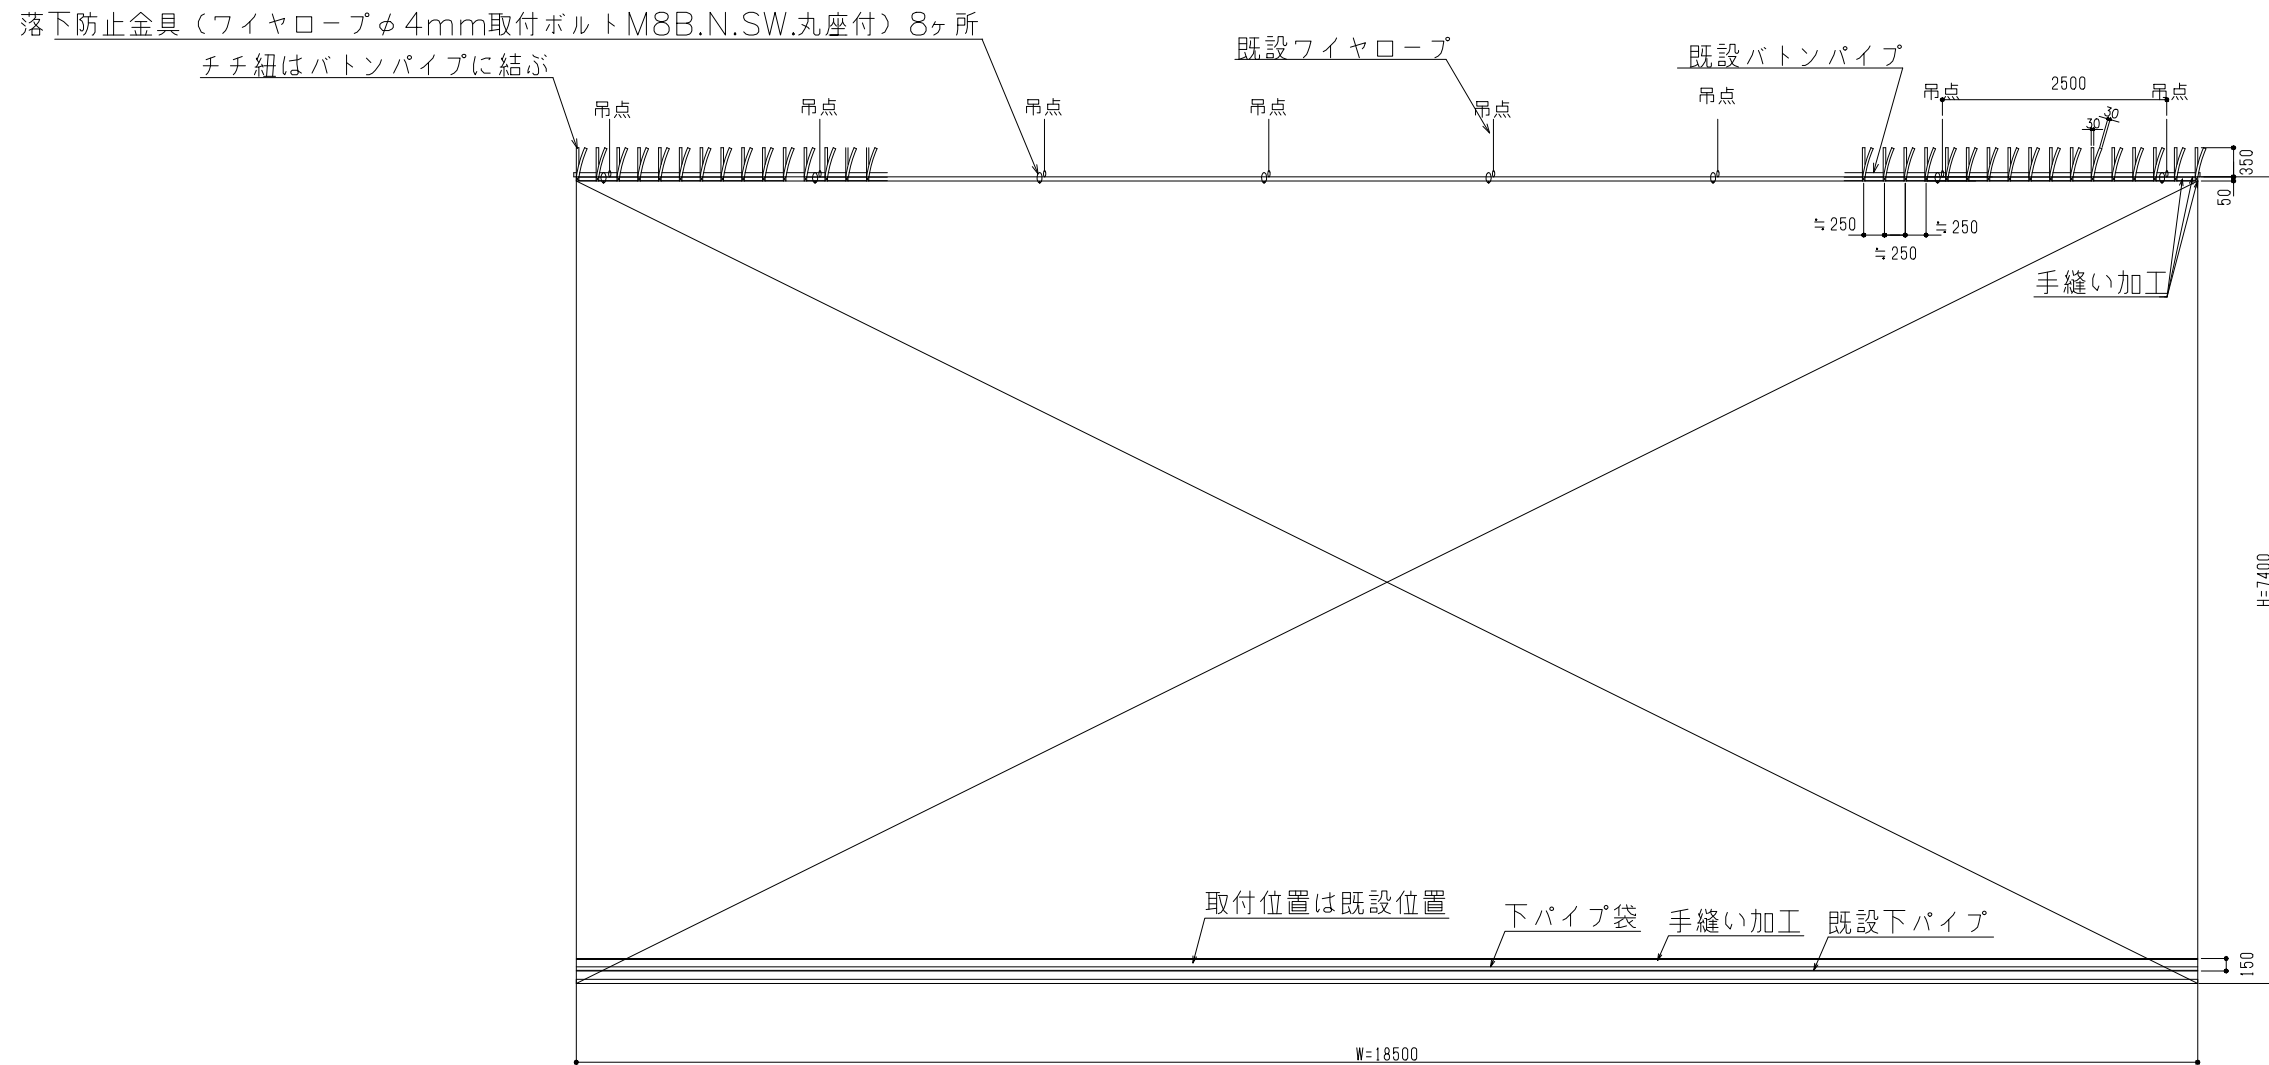 落下防止金具（ワイヤロープφ4mm取付ボルトM8B.N.SW.丸座付）8ヶ所
チチ紐はバトンパイプに結ぶ
既設ワイヤロープ
既設バトンパイプ
吊点
吊点
吊点
吊点
吊点
吊点
吊点
2500
吊点
30
30
350
50
≒250
≒250
≒250
手縫い加工
H=7400
取付位置は既設位置
下パイプ袋
手縫い加工
既設下パイプ
150
W=18500